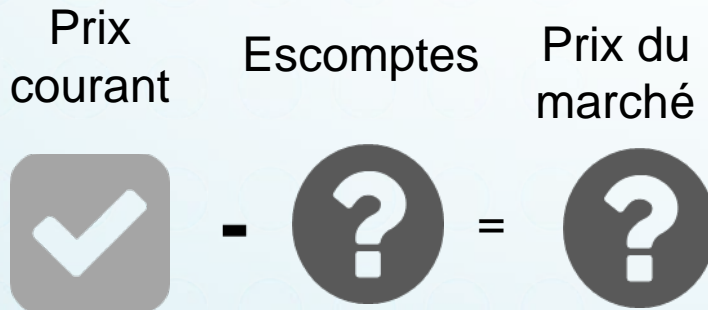 Prix
courant
Escomptes
Prix du
marché
- ? = ?